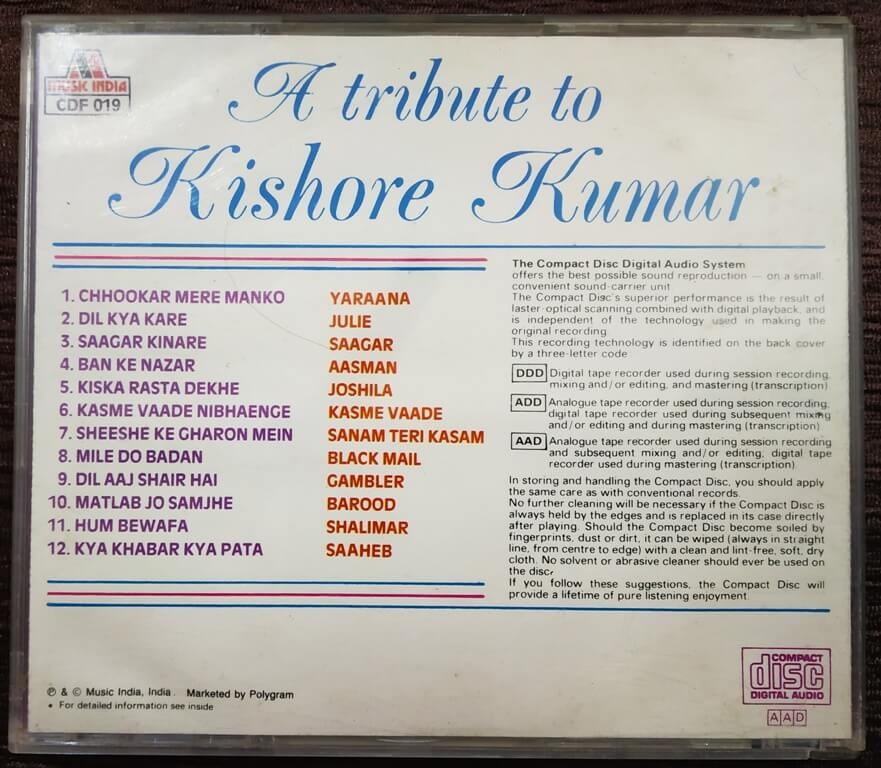 MUSIC INDIA
CDF 019
A tribute to
Kishore Kumar
1. CHHOOKAR MERE MANKO YARAANA
2. DIL KYA KARE JULIE
3. SAAGAR KINARE SAAGAR
4. BAN KE NAZAR AASMAN
5. KISKA RASTA DEKHE JOSHILA
6. KASME VAADE NIBHAENGE KASME VAADE
7. SHEESHE KE GHARON MEIN SANAM TERI KASAM
8. MILE DO BADAN BLACK MAIL
9. DIL AAJ SHAIR HAI GAMBLER
10. MATLAB JO SAMJHE BAROOD
11. HUM BEWAFA SHALIMAR
12. KYA KHABAR KYA PATA SAAHEB
The Compact Disc Digital Audio System
offers the best possible sound reproduction — on a small,
convenient sound-carrier unit
The Compact Disc's superior performance is the result of
laster-optical scanning combined with digital playback, and
is independent of the technology used in making the
original recording
This recording technology is identified on the back cover
by a three-letter code
DDD Digital tape recorder used during session recording,
mixing and/or editing, and mastering (transcription)
ADD Analogue tape recorder used during session recording,
digital tape recorder used during subsequent mixing
and/or editing and during mastering (transcription)
AAD Analogue tape recorder used during session recording
and subsequent mixing and/or editing; digital tape
recorder used during mastering (transcription)
In storing and handling the Compact Disc, you should apply
the same care as with conventional records.
No further cleaning will be necessary if the Compact Disc is
always held by the edges and is replaced in its case directly
after playing. Should the Compact Disc become soiled by
fingerprints, dust or dirt, it can be wiped (always in straight
line, from centre to edge) with a clean and lint-free, soft, dry
cloth. No solvent or abrasive cleaner should ever be used on
the disc.
If you follow these suggestions, the Compact Disc will
provide a lifetime of pure listening enjoyment.
℗ & © Music India, India. Marketed by Polygram
• For detailed information see inside
COMPACT
disc
DIGITAL AUDIO
AAD